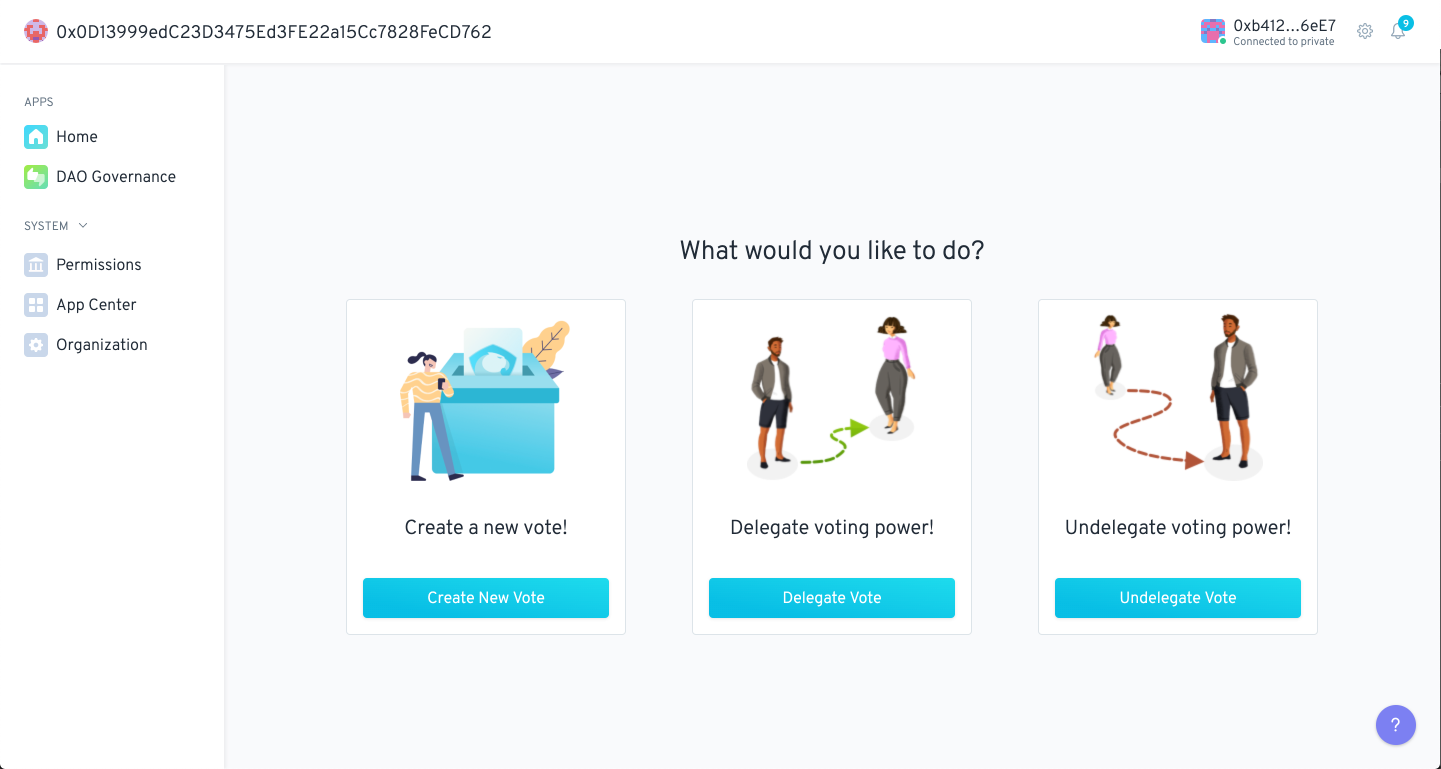 0x0D13999edC23D3475Ed3FE22a15Cc7828FeCD762
0xb412...6eE7
Connected to private
9
APPS
Home
DAO Governance
SYSTEM
Permissions
App Center
Organization
What would you like to do?
Create a new vote!
Delegate voting power!
Undelegate voting power!
Create New Vote
Delegate Vote
Undelegate Vote
?